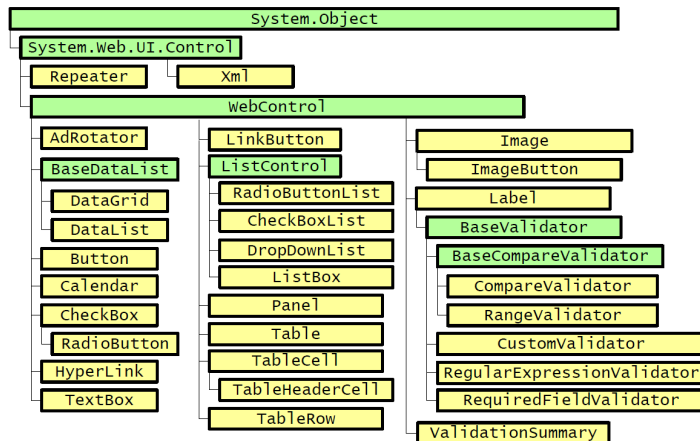 System.Object
System.Web.UI.Control
Repeater
Xml
WebControl
AdRotator
BaseDataList
DataGrid
DataList
Button
Calendar
CheckBox
RadioButton
HyperLink
TextBox
LinkButton
ListControl
RadioButtonList
CheckBoxList
DropDownList
ListBox
Panel
Table
TableCell
TableHeaderCell
TableRow
Image
ImageButton
Label
BaseValidator
BaseCompareValidator
CompareValidator
RangeValidator
CustomValidator
RegularExpressionValidator
RequiredFieldValidator
ValidationSummary